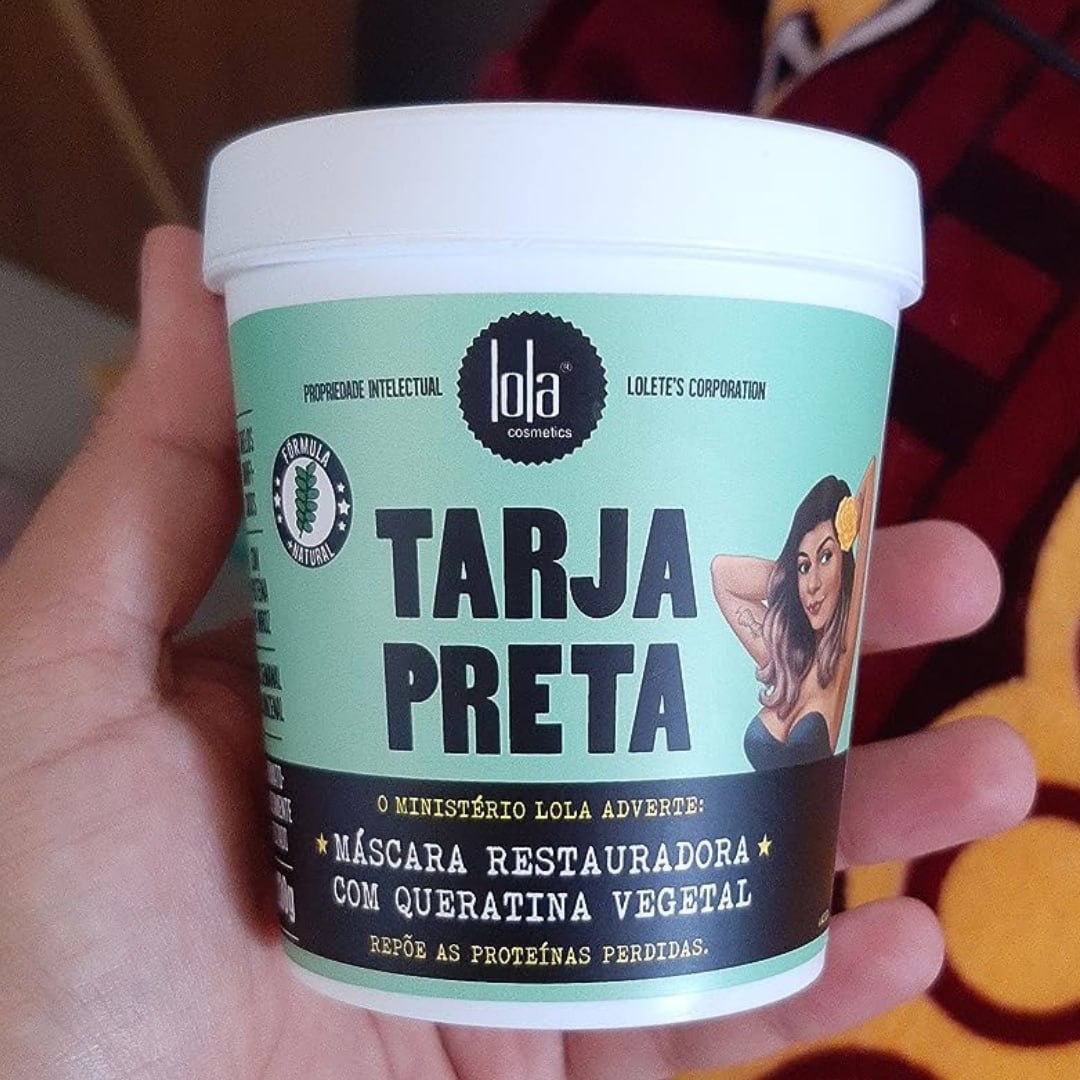 lola®
cosmetics
PROPRIEDADE INTELECTUAL
LOLETE'S CORPORATION
FÓRMULA
+NATURAL
TARJA
PRETA
O MINISTÉRIO LOLA ADVERTE:
MÁSCARA RESTAURADORA
COM QUERATINA VEGETAL
REPÕE AS PROTEÍNAS PERDIDAS.